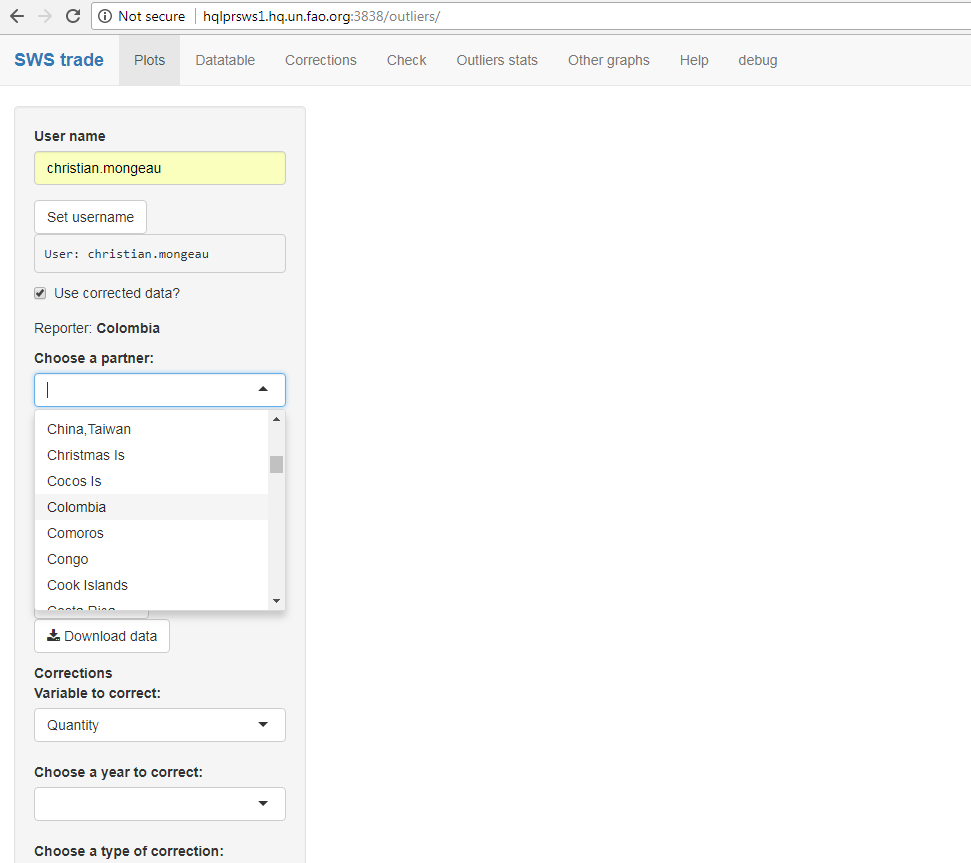 Not secure hqlprsws1.hq.un.fao.org:3838/outliers/
SWS trade Plots Datatable Corrections Check Outliers stats Other graphs Help debug
User name
christian.mongeau
Set username
User: christian.mongeau
Use corrected data?
Reporter: Colombia
Choose a partner:
China,Taiwan
Christmas Is
Cocos Is
Colombia
Comoros
Congo
Cook Islands
Costa Rica
Download data
Corrections
Variable to correct:
Quantity
Choose a year to correct:
Choose a type of correction: